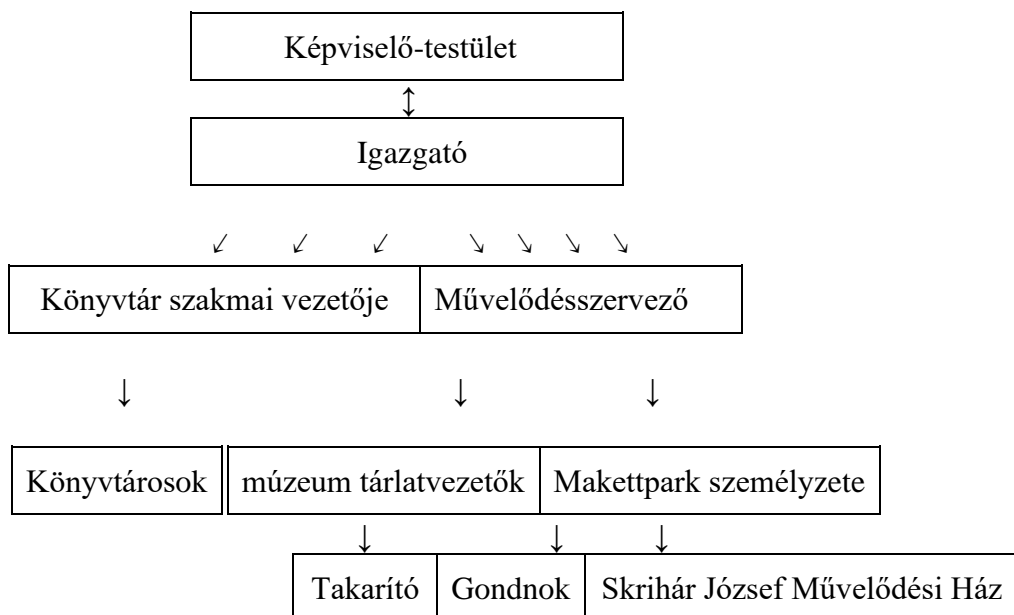 Képviselő-testület
↕
Igazgató
↙ ↙ ↙ ↘ ↘ ↘ ↘
Könyvtár szakmai vezetője Művelődésszervező
↓ ↓ ↓
Könyvtárosok múzeum tárlatvezetők Makettpark személyzete
↓ ↓ ↓
Takarító Gondnok Skrihár József Művelődési Ház